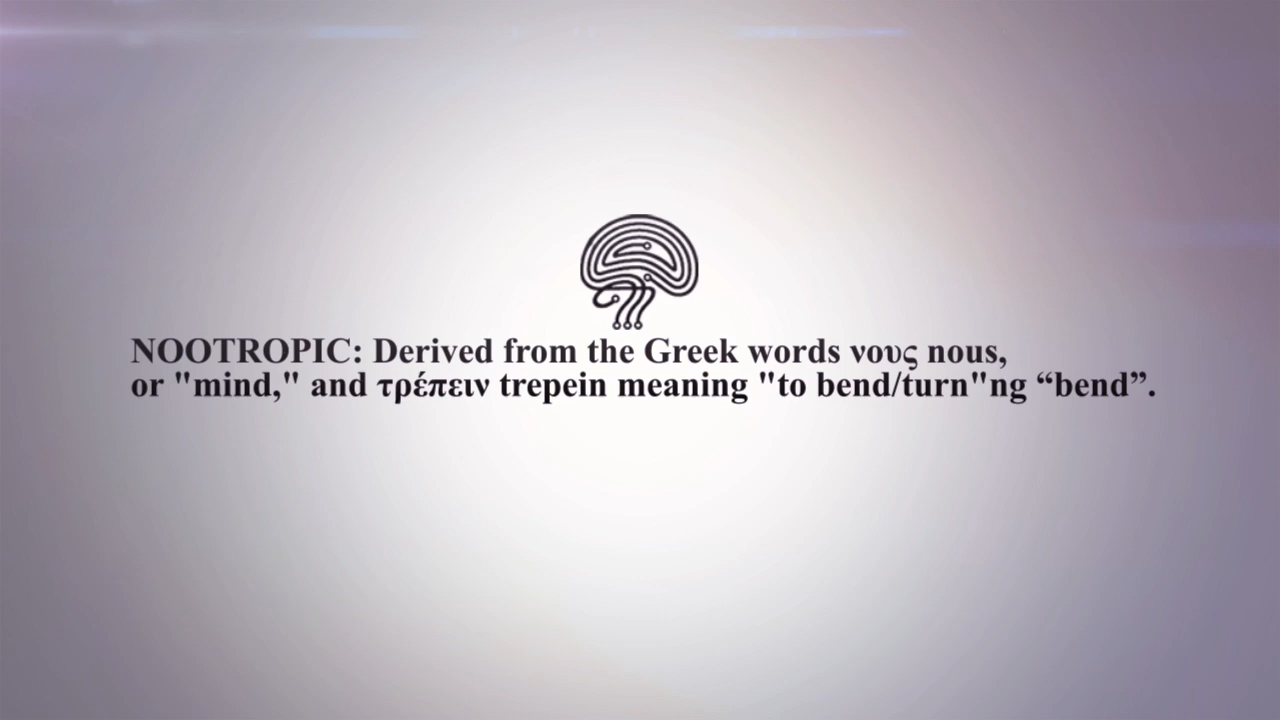 NOOTROPIC: Derived from the Greek words νους nous,
or "mind," and τρέπειν trepein meaning "to bend/turn"ng “bend”.